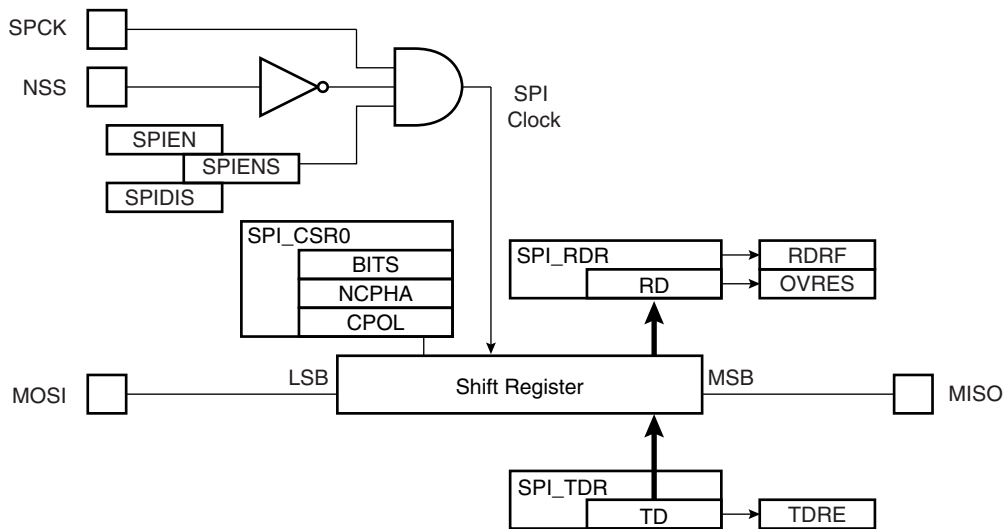 SPCK
NSS
SPI
Clock
SPIEN
SPIENS
SPIDIS
SPI_CSR0
BITS
NCPHA
CPOL
SPI_RDR
RD
RDRF
OVRES
MOSI
LSB
Shift Register
MSB
MISO
SPI_TDR
TD
TDRE